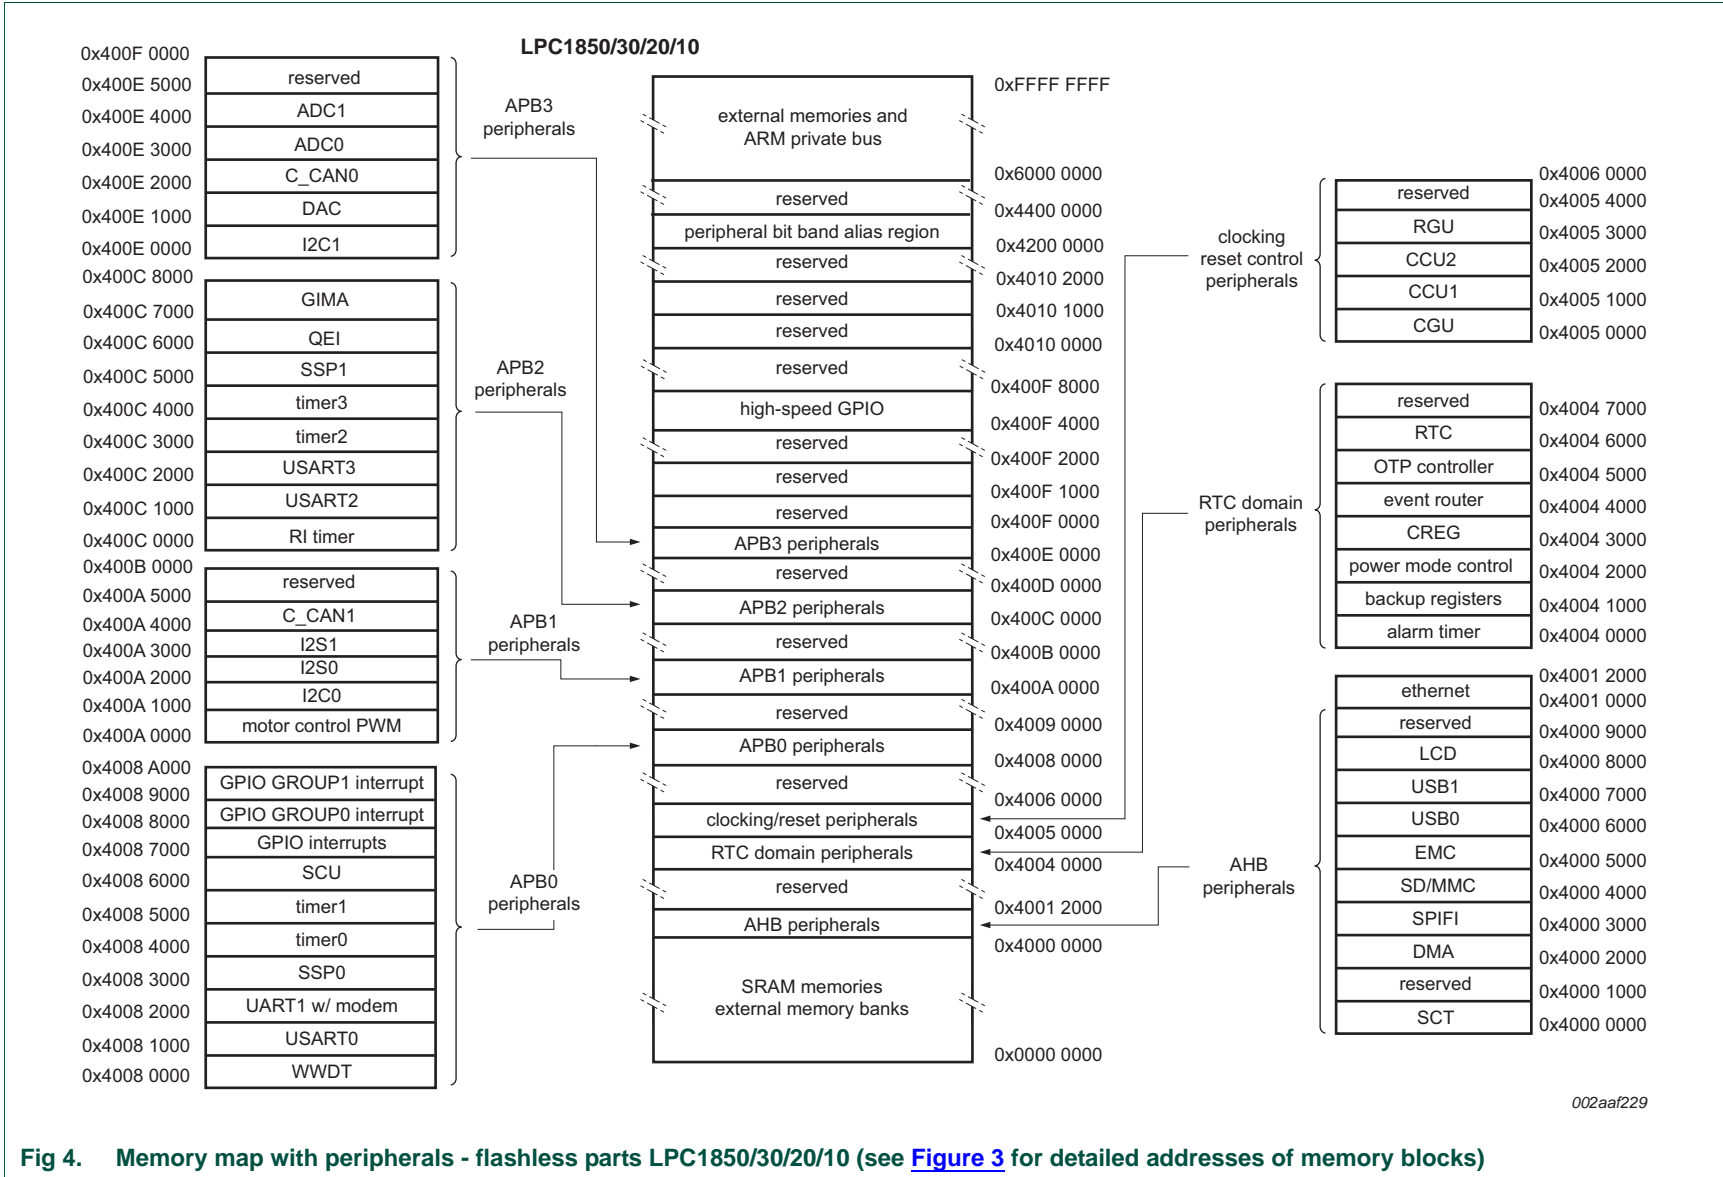 LPC1850/30/20/10
0x400F 0000
reserved
0x400E 5000
ADC1
0x400E 4000
ADC0
0x400E 3000
C_CAN0
0x400E 2000
DAC
0x400E 1000
I2C1
0x400E 0000
APB3
peripherals
0x400C 8000
GIMA
0x400C 7000
QEI
0x400C 6000
SSP1
0x400C 5000
timer3
0x400C 4000
timer2
0x400C 3000
USART3
0x400C 2000
USART2
0x400C 1000
RI timer
0x400C 0000
APB2
peripherals
0x400B 0000
reserved
0x400A 5000
C_CAN1
0x400A 4000
I2S1
0x400A 3000
I2S0
0x400A 2000
I2C0
0x400A 1000
motor control PWM
0x400A 0000
APB1
peripherals
0x4008 A000
GPIO GROUP1 interrupt
0x4008 9000
GPIO GROUP0 interrupt
0x4008 8000
GPIO interrupts
0x4008 7000
SCU
0x4008 6000
timer1
0x4008 5000
timer0
0x4008 4000
SSP0
0x4008 3000
UART1 w/ modem
0x4008 2000
USART0
0x4008 1000
WWDT
0x4008 0000
APB0
peripherals
0xFFFF FFFF
external memories and
ARM private bus
0x6000 0000
reserved
0x4400 0000
peripheral bit band alias region
0x4200 0000
reserved
0x4010 2000
reserved
0x4010 1000
reserved
0x4010 0000
reserved
0x400F 8000
high-speed GPIO
0x400F 4000
reserved
0x400F 2000
reserved
0x400F 1000
reserved
0x400F 0000
APB3 peripherals
0x400E 0000
reserved
0x400D 0000
APB2 peripherals
0x400C 0000
reserved
0x400B 0000
APB1 peripherals
0x400A 0000
reserved
0x4009 0000
APB0 peripherals
0x4008 0000
reserved
0x4006 0000
clocking/reset peripherals
0x4005 0000
RTC domain peripherals
0x4004 0000
reserved
0x4001 2000
AHB peripherals
0x4000 0000
SRAM memories
external memory banks
0x0000 0000
clocking
reset control
peripherals
0x4006 0000
reserved
0x4005 4000
RGU
0x4005 3000
CCU2
0x4005 2000
CCU1
0x4005 1000
CGU
0x4005 0000
RTC domain
peripherals
reserved
0x4004 7000
RTC
0x4004 6000
OTP controller
0x4004 5000
event router
0x4004 4000
CREG
0x4004 3000
power mode control
0x4004 2000
backup registers
0x4004 1000
alarm timer
0x4004 0000
AHB
peripherals
0x4001 2000
ethernet
0x4001 0000
reserved
0x4000 9000
LCD
0x4000 8000
USB1
0x4000 7000
USB0
0x4000 6000
EMC
0x4000 5000
SD/MMC
0x4000 4000
SPIFI
0x4000 3000
DMA
0x4000 2000
reserved
0x4000 1000
SCT
0x4000 0000
002aaf229
Fig 4. Memory map with peripherals - flashless parts LPC1850/30/20/10 (see Figure 3 for detailed addresses of memory blocks)